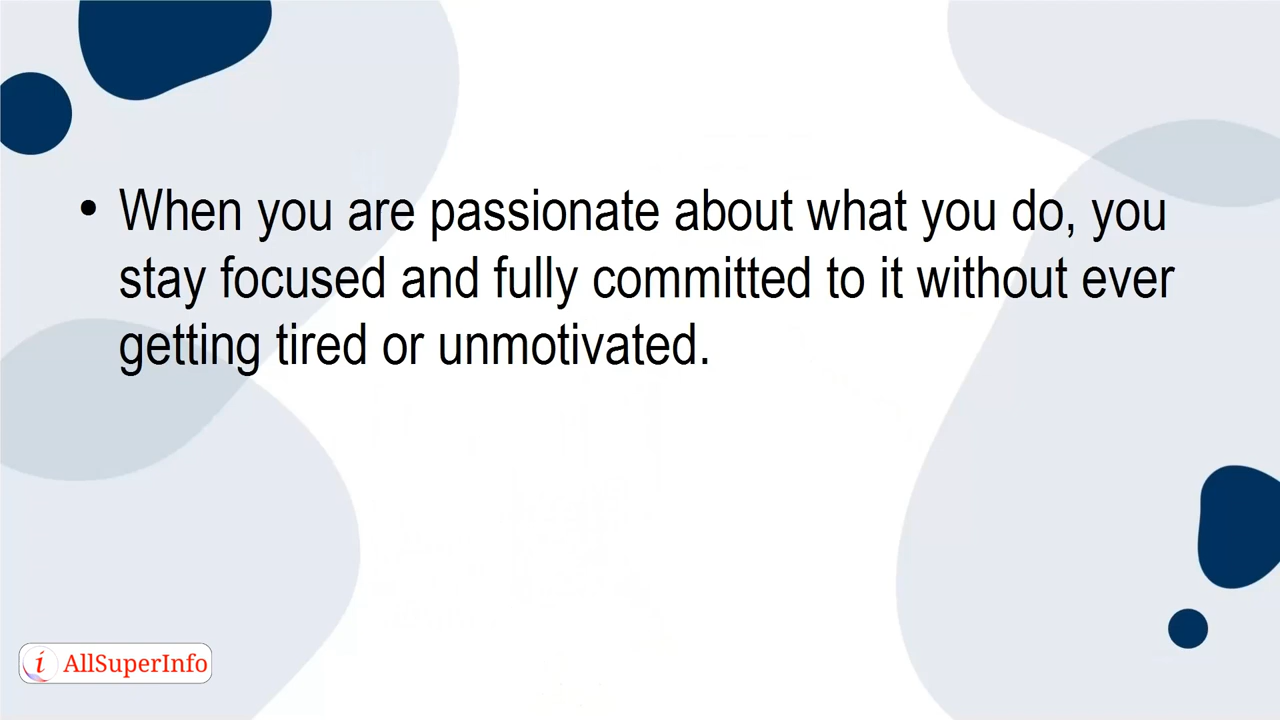 • When you are passionate about what you do, you
stay focused and fully committed to it without ever
getting tired or unmotivated.
i AllSuperInfo